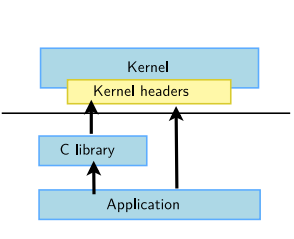 Kernel
Kernel headers
C library
Application